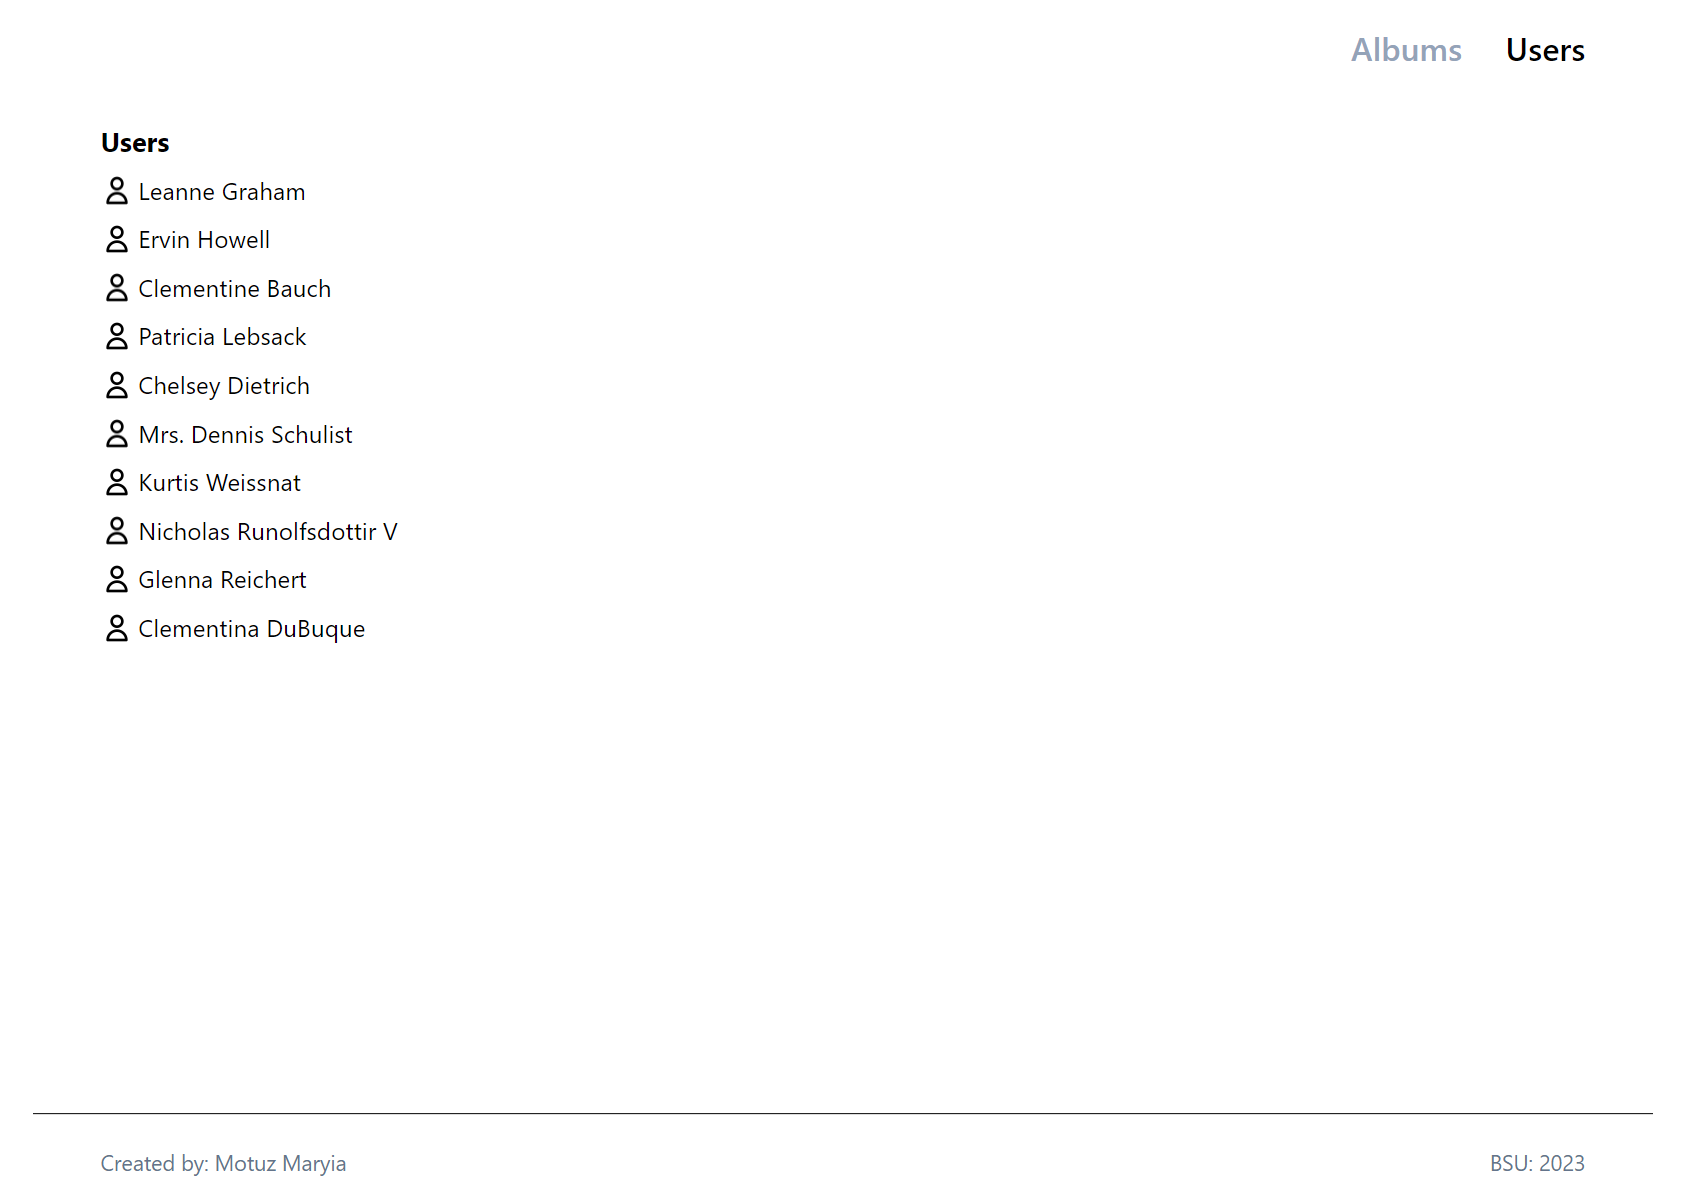 Albums Users
Users
Leanne Graham
Ervin Howell
Clementine Bauch
Patricia Lebsack
Chelsey Dietrich
Mrs. Dennis Schulist
Kurtis Weissnat
Nicholas Runolfsdottir V
Glenna Reichert
Clementina DuBuque
Created by: Motuz Maryia
BSU: 2023